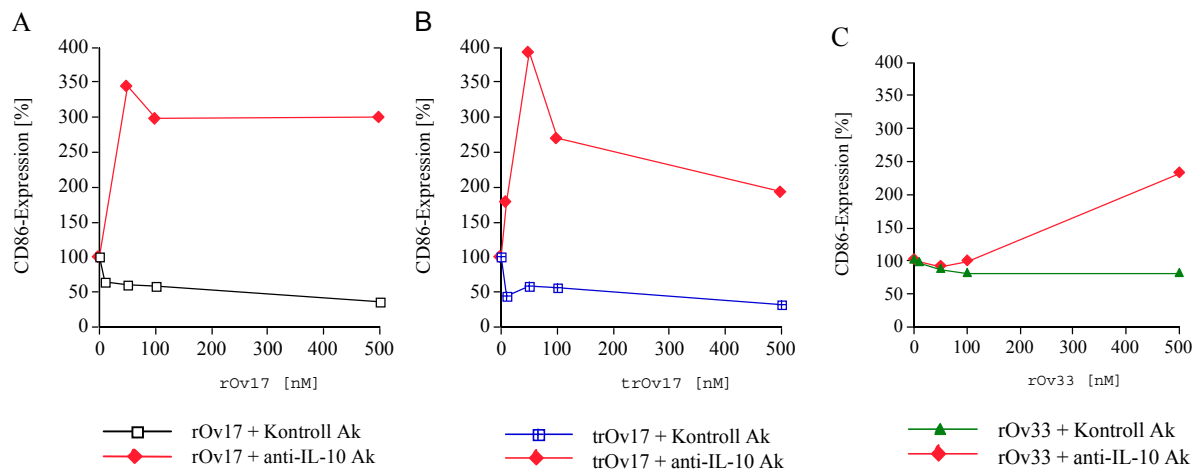 A
400
350
300
250
200
150
100
50
0
CD86-Expression [%]
0 100 200 300 400 500
rOv17 [nM]
rOv17 + Kontroll Ak
rOv17 + anti-IL-10 Ak
B
400
350
300
250
200
150
100
50
0
CD86-Expression [%]
0 100 200 300 400 500
trOv17 [nM]
trOv17 + Kontroll Ak
trOv17 + anti-IL-10 Ak
C
400
350
300
250
200
150
100
50
0
CD86-Expression [%]
0 100 200 300 400 500
rOv33 [nM]
rOv33 + Kontroll Ak
rOv33 + anti-IL-10 Ak